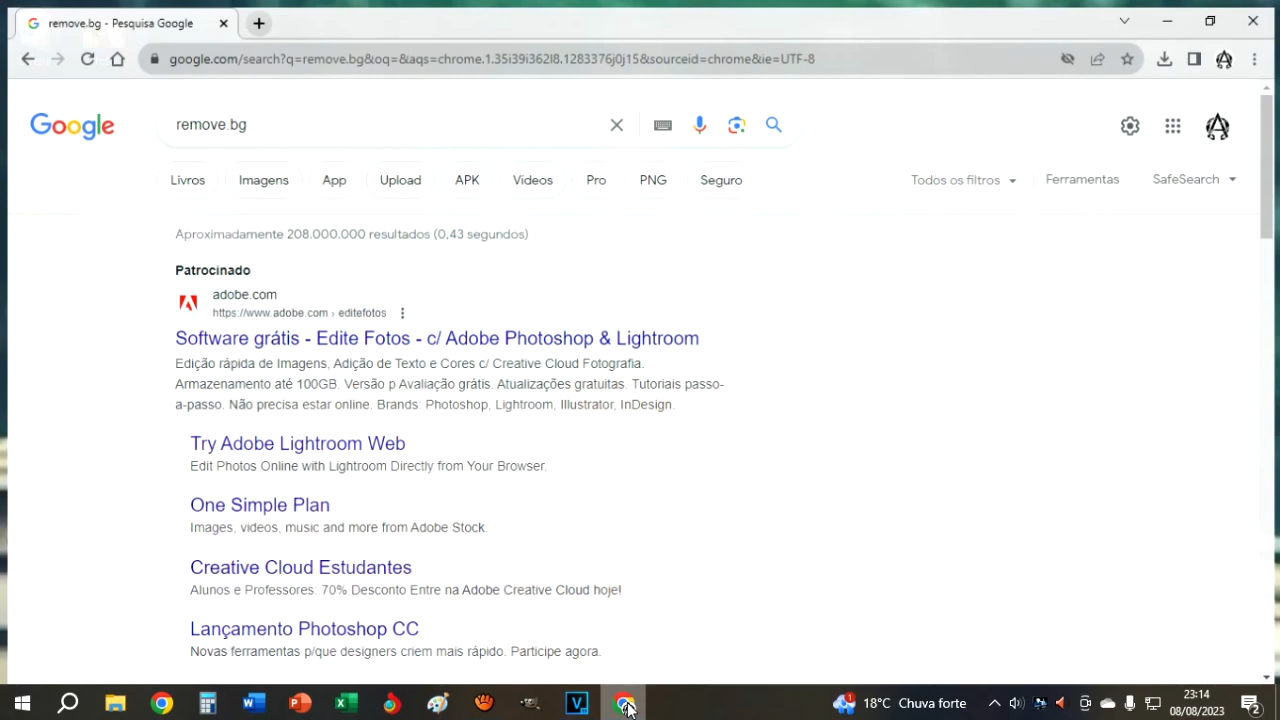 remove.bg - Pesquisa Google
google.com/search?q=remove.bg&oq=&aqs=chrome.1.35i39i362l8.1283376j0j15&sourceid=chrome&ie=UTF-8
Google
remove.bg
Livros Imagens App Upload APK Videos Pro PNG Seguro Todos os filtros Ferramentas SafeSearch
Aproximadamente 208.000.000 resultados (0,43 segundos)
Patrocinado
adobe.com
https://www.adobe.com › editefotos
Software grátis - Edite Fotos - c/ Adobe Photoshop & Lightroom
Edição rápida de Imagens, Adição de Texto e Cores c/ Creative Cloud Fotografia.
Armazenamento até 100GB. Versão p Avaliação grátis. Atualizações gratuitas. Tutoriais passo-
a-passo. Não precisa estar online. Brands: Photoshop, Lightroom, Illustrator, InDesign.
Try Adobe Lightroom Web
Edit Photos Online with Lightroom Directly from Your Browser.
One Simple Plan
Images, videos, music and more from Adobe Stock.
Creative Cloud Estudantes
Alunos e Professores. 70% Desconto Entre na Adobe Creative Cloud hoje!
Lançamento Photoshop CC
Novas ferramentas p/que designers criem mais rápido. Participe agora.
18°C Chuva forte
23:14
08/08/2023